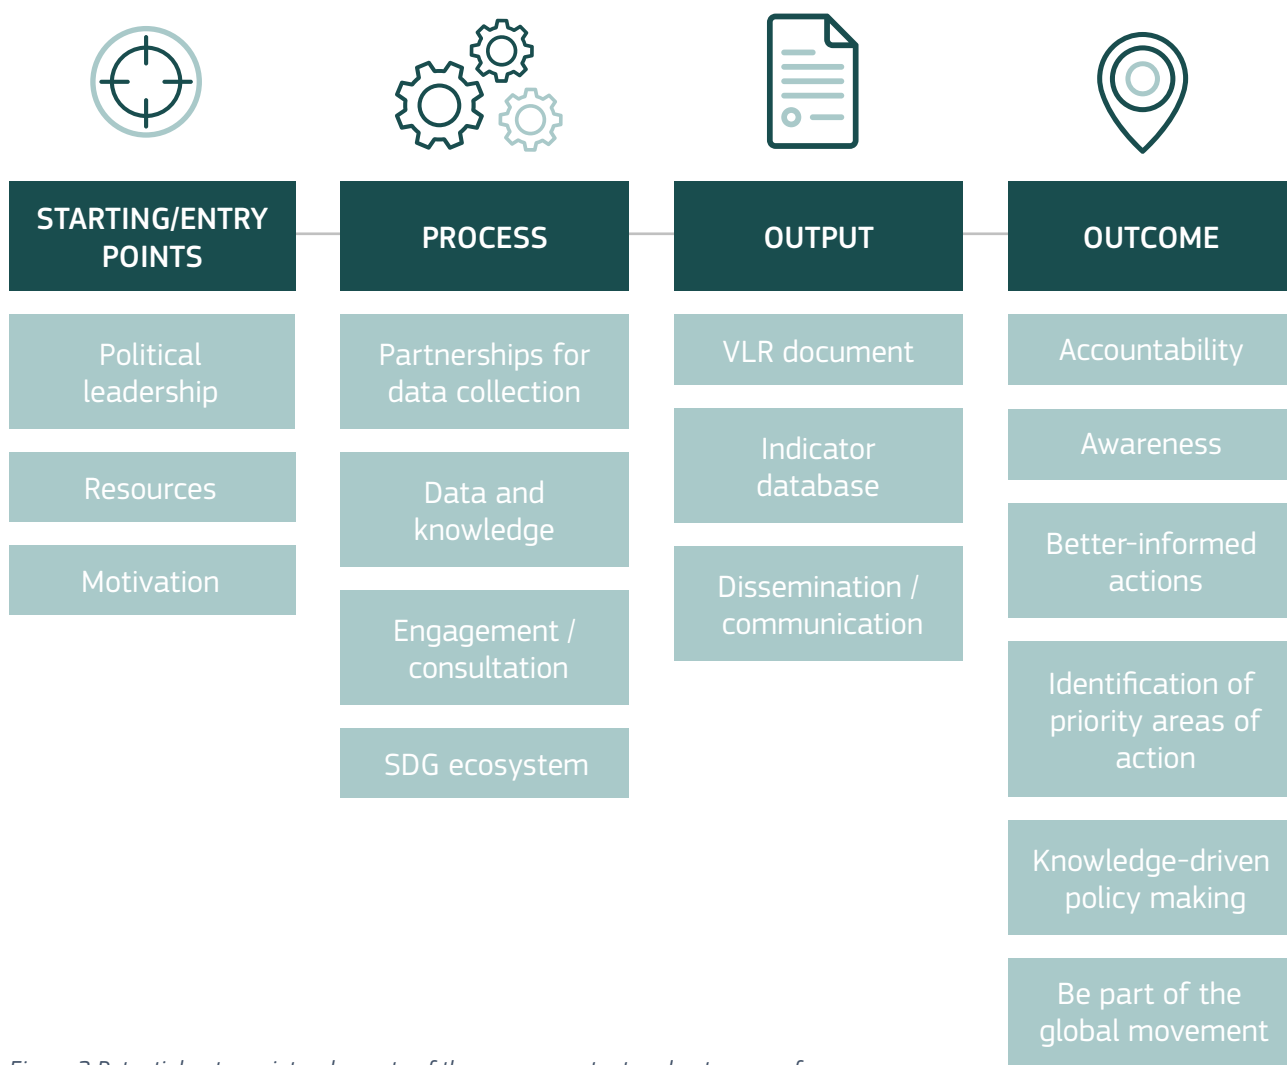 STARTING/ENTRY
POINTS
Political
leadership
Resources
Motivation
PROCESS
Partnerships for
data collection
Data and
knowledge
Engagement /
consultation
SDG ecosystem
OUTPUT
VLR document
Indicator
database
Dissemination /
communication
OUTCOME
Accountability
Awareness
Better-informed
actions
Identification of
priority areas of
action
Knowledge-driven
policy making
Be part of the
global movement